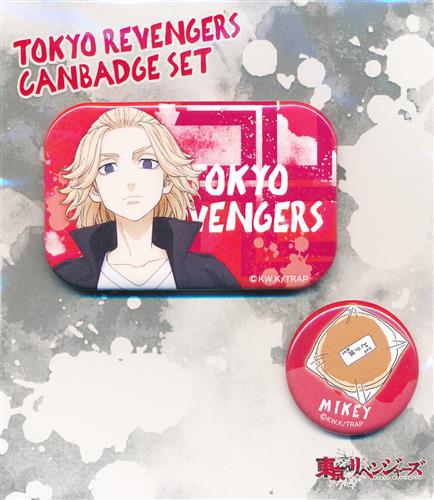 TOKYO REVENGERS
CANBADGE SET
TOKYO
VENGERS
©KW.K/TRAP
MIKEY
©KW.K/TRAP
東京リベンジャーズ